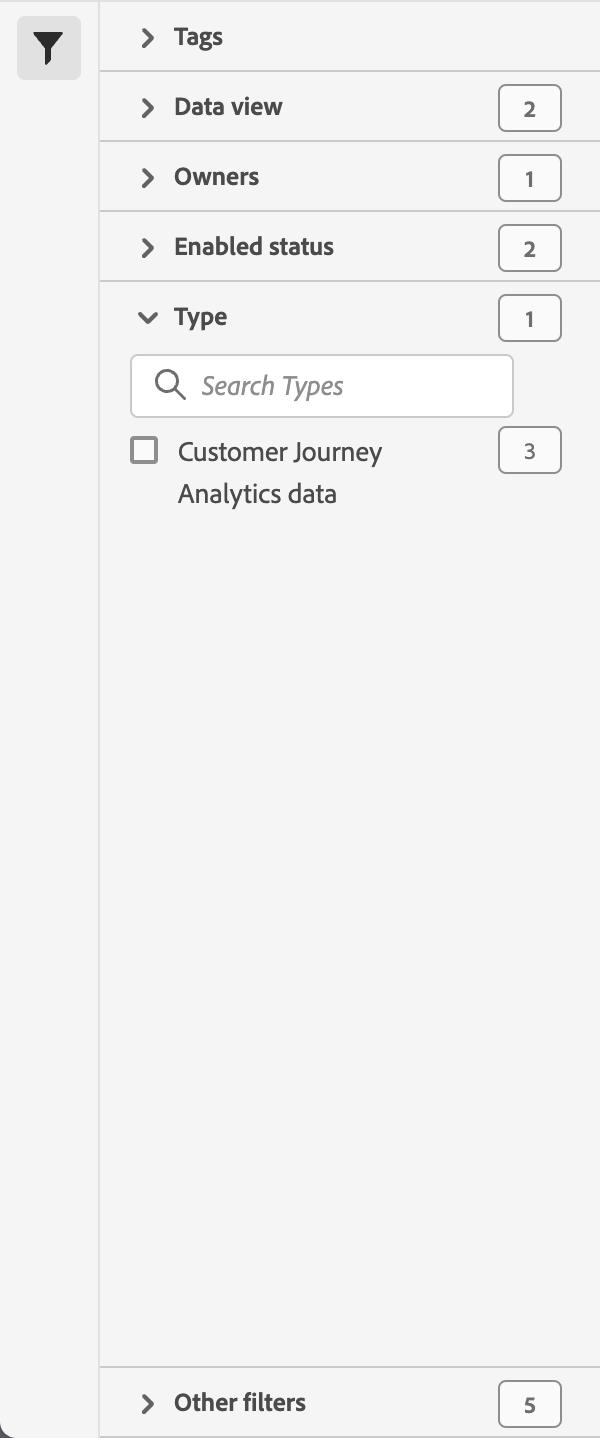 Tags
Data view 2
Owners 1
Enabled status 2
Type 1
Search Types
Customer Journey 3
Analytics data
Other filters 5